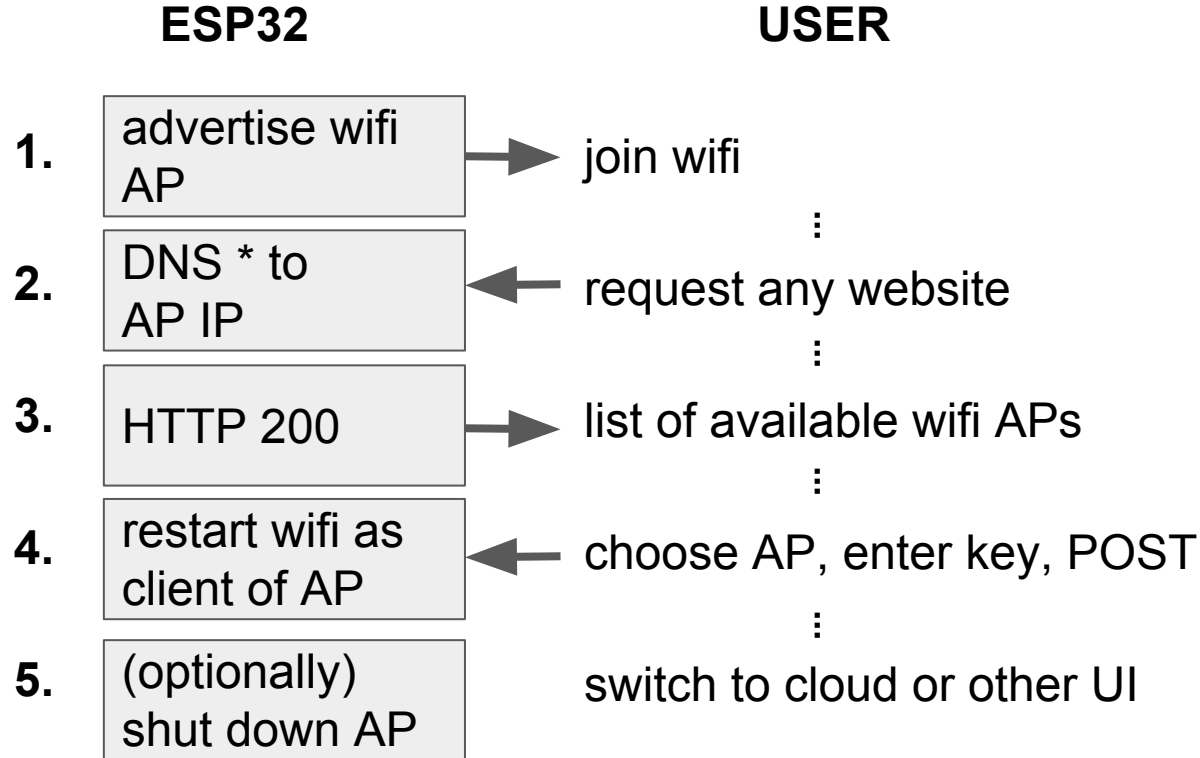 ESP32 USER
1. advertise wifi
AP
join wifi
2. DNS * to
AP IP
request any website
3. HTTP 200
list of available wifi APs
4. restart wifi as
client of AP
choose AP, enter key, POST
5. (optionally)
shut down AP
switch to cloud or other UI